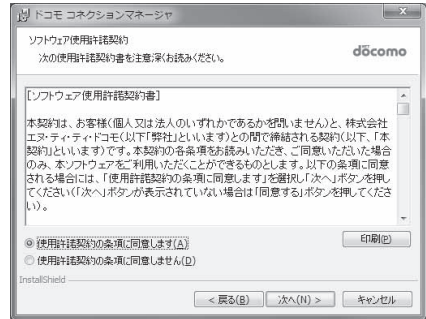 ドコモ コネクションマネージャ
ソフトウェア使用許諾契約
次の使用許諾契約書を注意深くお読みください。
döcomo
[ソフトウェア使用許諾契約書]
本契約は、お客様(個人又は法人のいずれかであるかを問いません)と、株式会社
エヌ・ティ・ティ・ドコモ(以下「弊社」といいます)との間で締結される契約(以下、「本
契約」といいます)です。本契約の各条項をお読みいただき、ご同意いただいた場合
のみ、本ソフトウェアをご利用いただくことができるものとします。以下の条項に同意
される場合には、「使用許諾契約の条項に同意します」を選択し「次へ」ボタンを押し
てください(「次へ」ボタンが表示されていない場合は「同意する」ボタンを押してくださ
い)。
使用許諾契約の条項に同意します(A)
印刷(P)
使用許諾契約の条項に同意しません(D)
InstallShield
< 戻る(B)
次へ(N) >
キャンセル